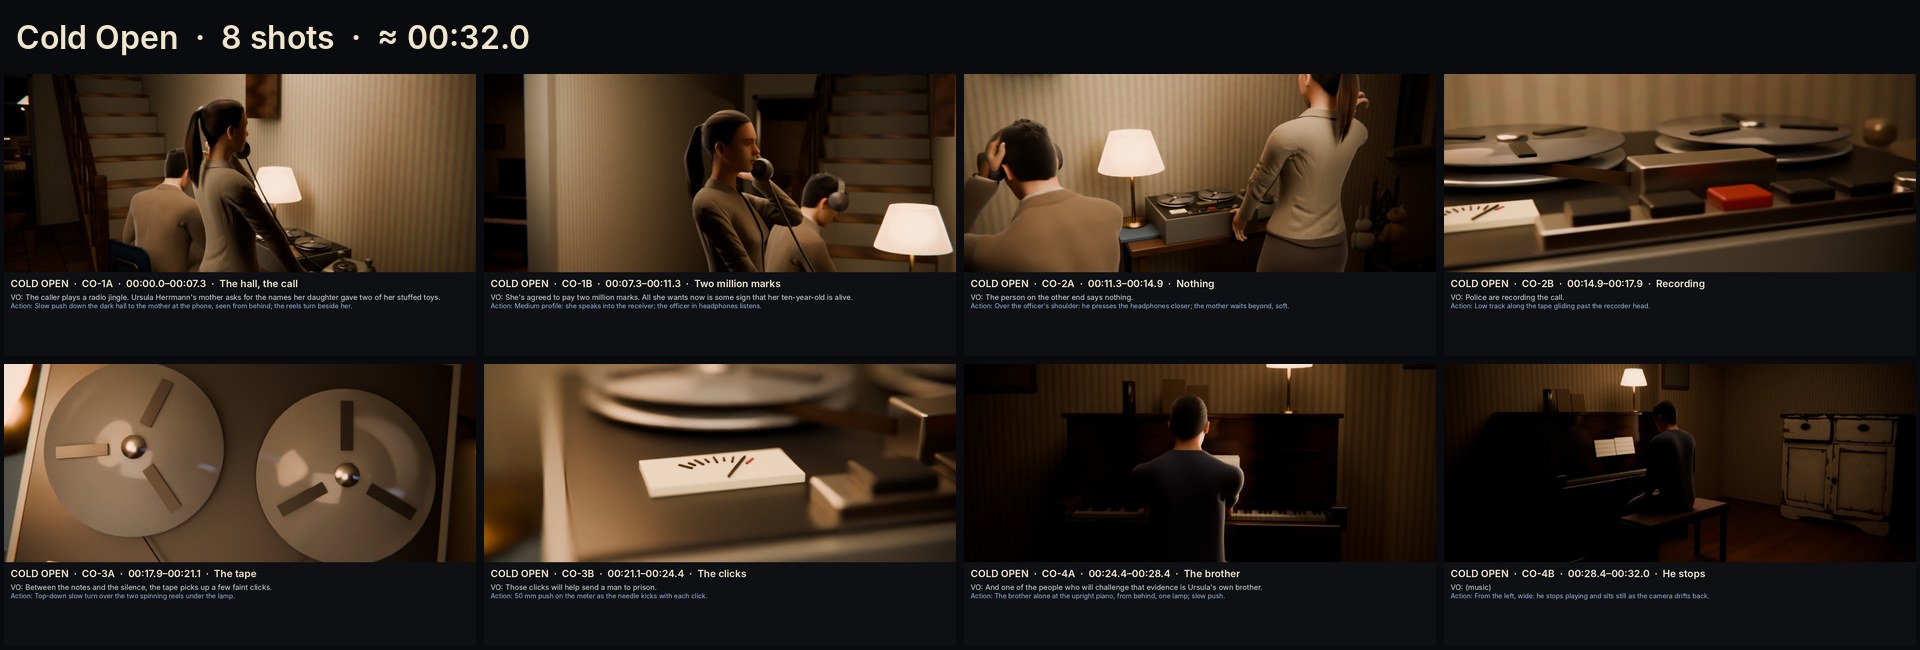 Cold Open · 8 shots · ≈ 00:32.0
COLD OPEN · CO-1A · 00:00.0–00:07.3 · The hall, the call
VO: The caller plays a radio jingle. Ursula Herrmann's mother asks for the names her daughter gave two of her stuffed toys.
Action: Slow push down the dark hall to the mother at the phone, seen from behind; the reels turn beside her.
COLD OPEN · CO-1B · 00:07.3–00:11.3 · Two million marks
VO: She's agreed to pay two million marks. All she wants now is some sign that her ten-year-old is alive.
Action: Medium profile: she speaks into the receiver; the officer in headphones listens.
COLD OPEN · CO-2A · 00:11.3–00:14.9 · Nothing
VO: The person on the other end says nothing.
Action: Over the officer's shoulder: he presses the headphones closer; the mother waits beyond, soft.
COLD OPEN · CO-2B · 00:14.9–00:17.9 · Recording
VO: Police are recording the call.
Action: Low track along the tape gliding past the recorder head.
COLD OPEN · CO-3A · 00:17.9–00:21.1 · The tape
VO: Between the notes and the silence, the tape picks up a few faint clicks.
Action: Top-down slow turn over the two spinning reels under the lamp.
COLD OPEN · CO-3B · 00:21.1–00:24.4 · The clicks
VO: Those clicks will help send a man to prison.
Action: 50 mm push on the meter as the needle kicks with each click.
COLD OPEN · CO-4A · 00:24.4–00:28.4 · The brother
VO: And one of the people who will challenge that evidence is Ursula's own brother.
Action: The brother alone at the upright piano, from behind, one lamp; slow push.
COLD OPEN · CO-4B · 00:28.4–00:32.0 · He stops
VO: (music)
Action: From the left, wide: he stops playing and sits still as the camera drifts back.